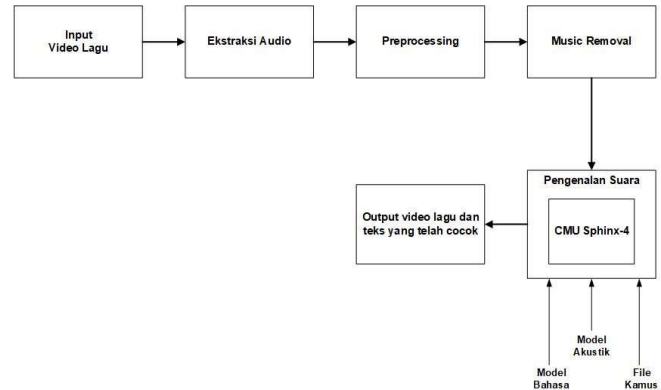 Input
Video Lagu
Ekstraksi Audio
Preprocessing
Music Removal
Pengenalan Suara
CMU Sphinx-4
Output video lagu dan
teks yang telah cocok
Model
Bahasa
Model
Akustik
File
Kamus